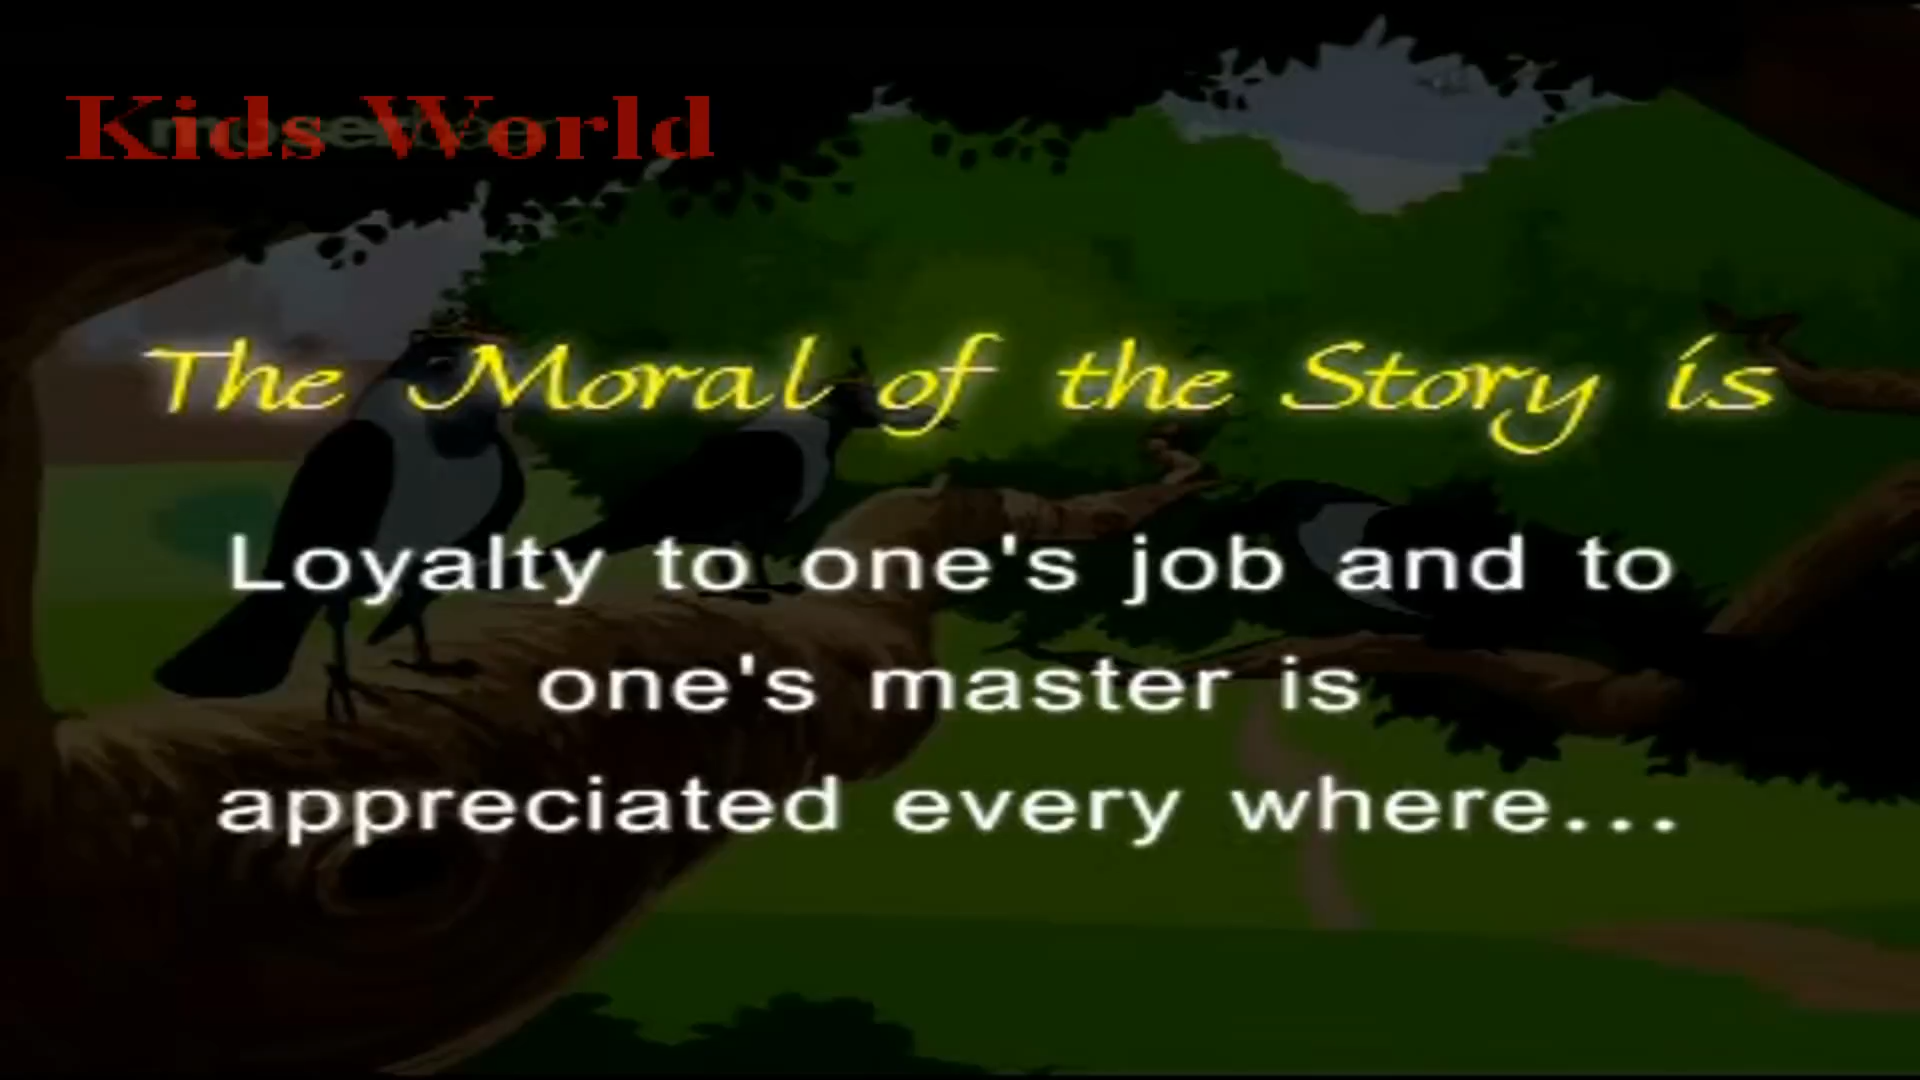 Kids World
The Moral of the Story is
Loyalty to one's job and to
one's master is
appreciated every where...